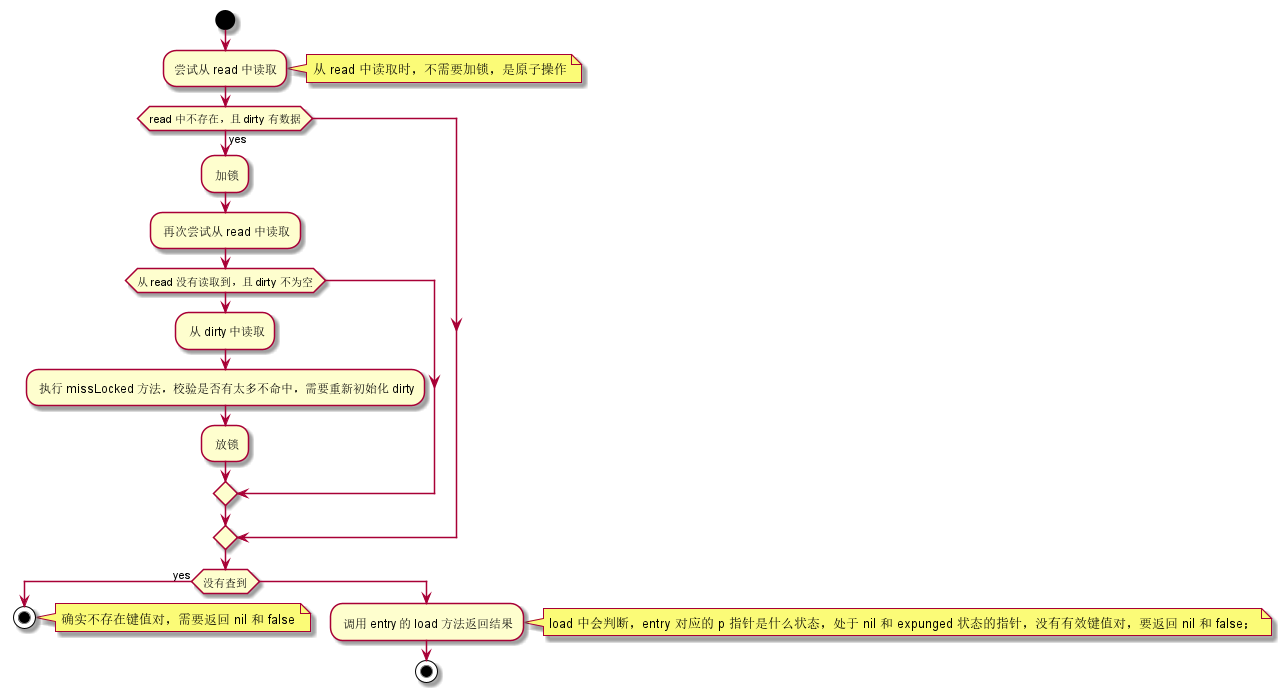 尝试从 read 中读取
从 read 中读取时，不需要加锁，是原子操作
read 中不存在，且 dirty 有数据
yes
加锁
再次尝试从 read 中读取
从 read 没有读取到，且 dirty 不为空
从 dirty 中读取
执行 missLocked 方法，校验是否有太多不命中，需要重新初始化 dirty
放锁
yes
没有查到
确实不存在键值对，需要返回 nil 和 false
调用 entry 的 load 方法返回结果
load 中会判断，entry 对应的 p 指针是什么状态，处于 nil 和 expunged 状态的指针，没有有效键值对，要返回 nil 和 false；